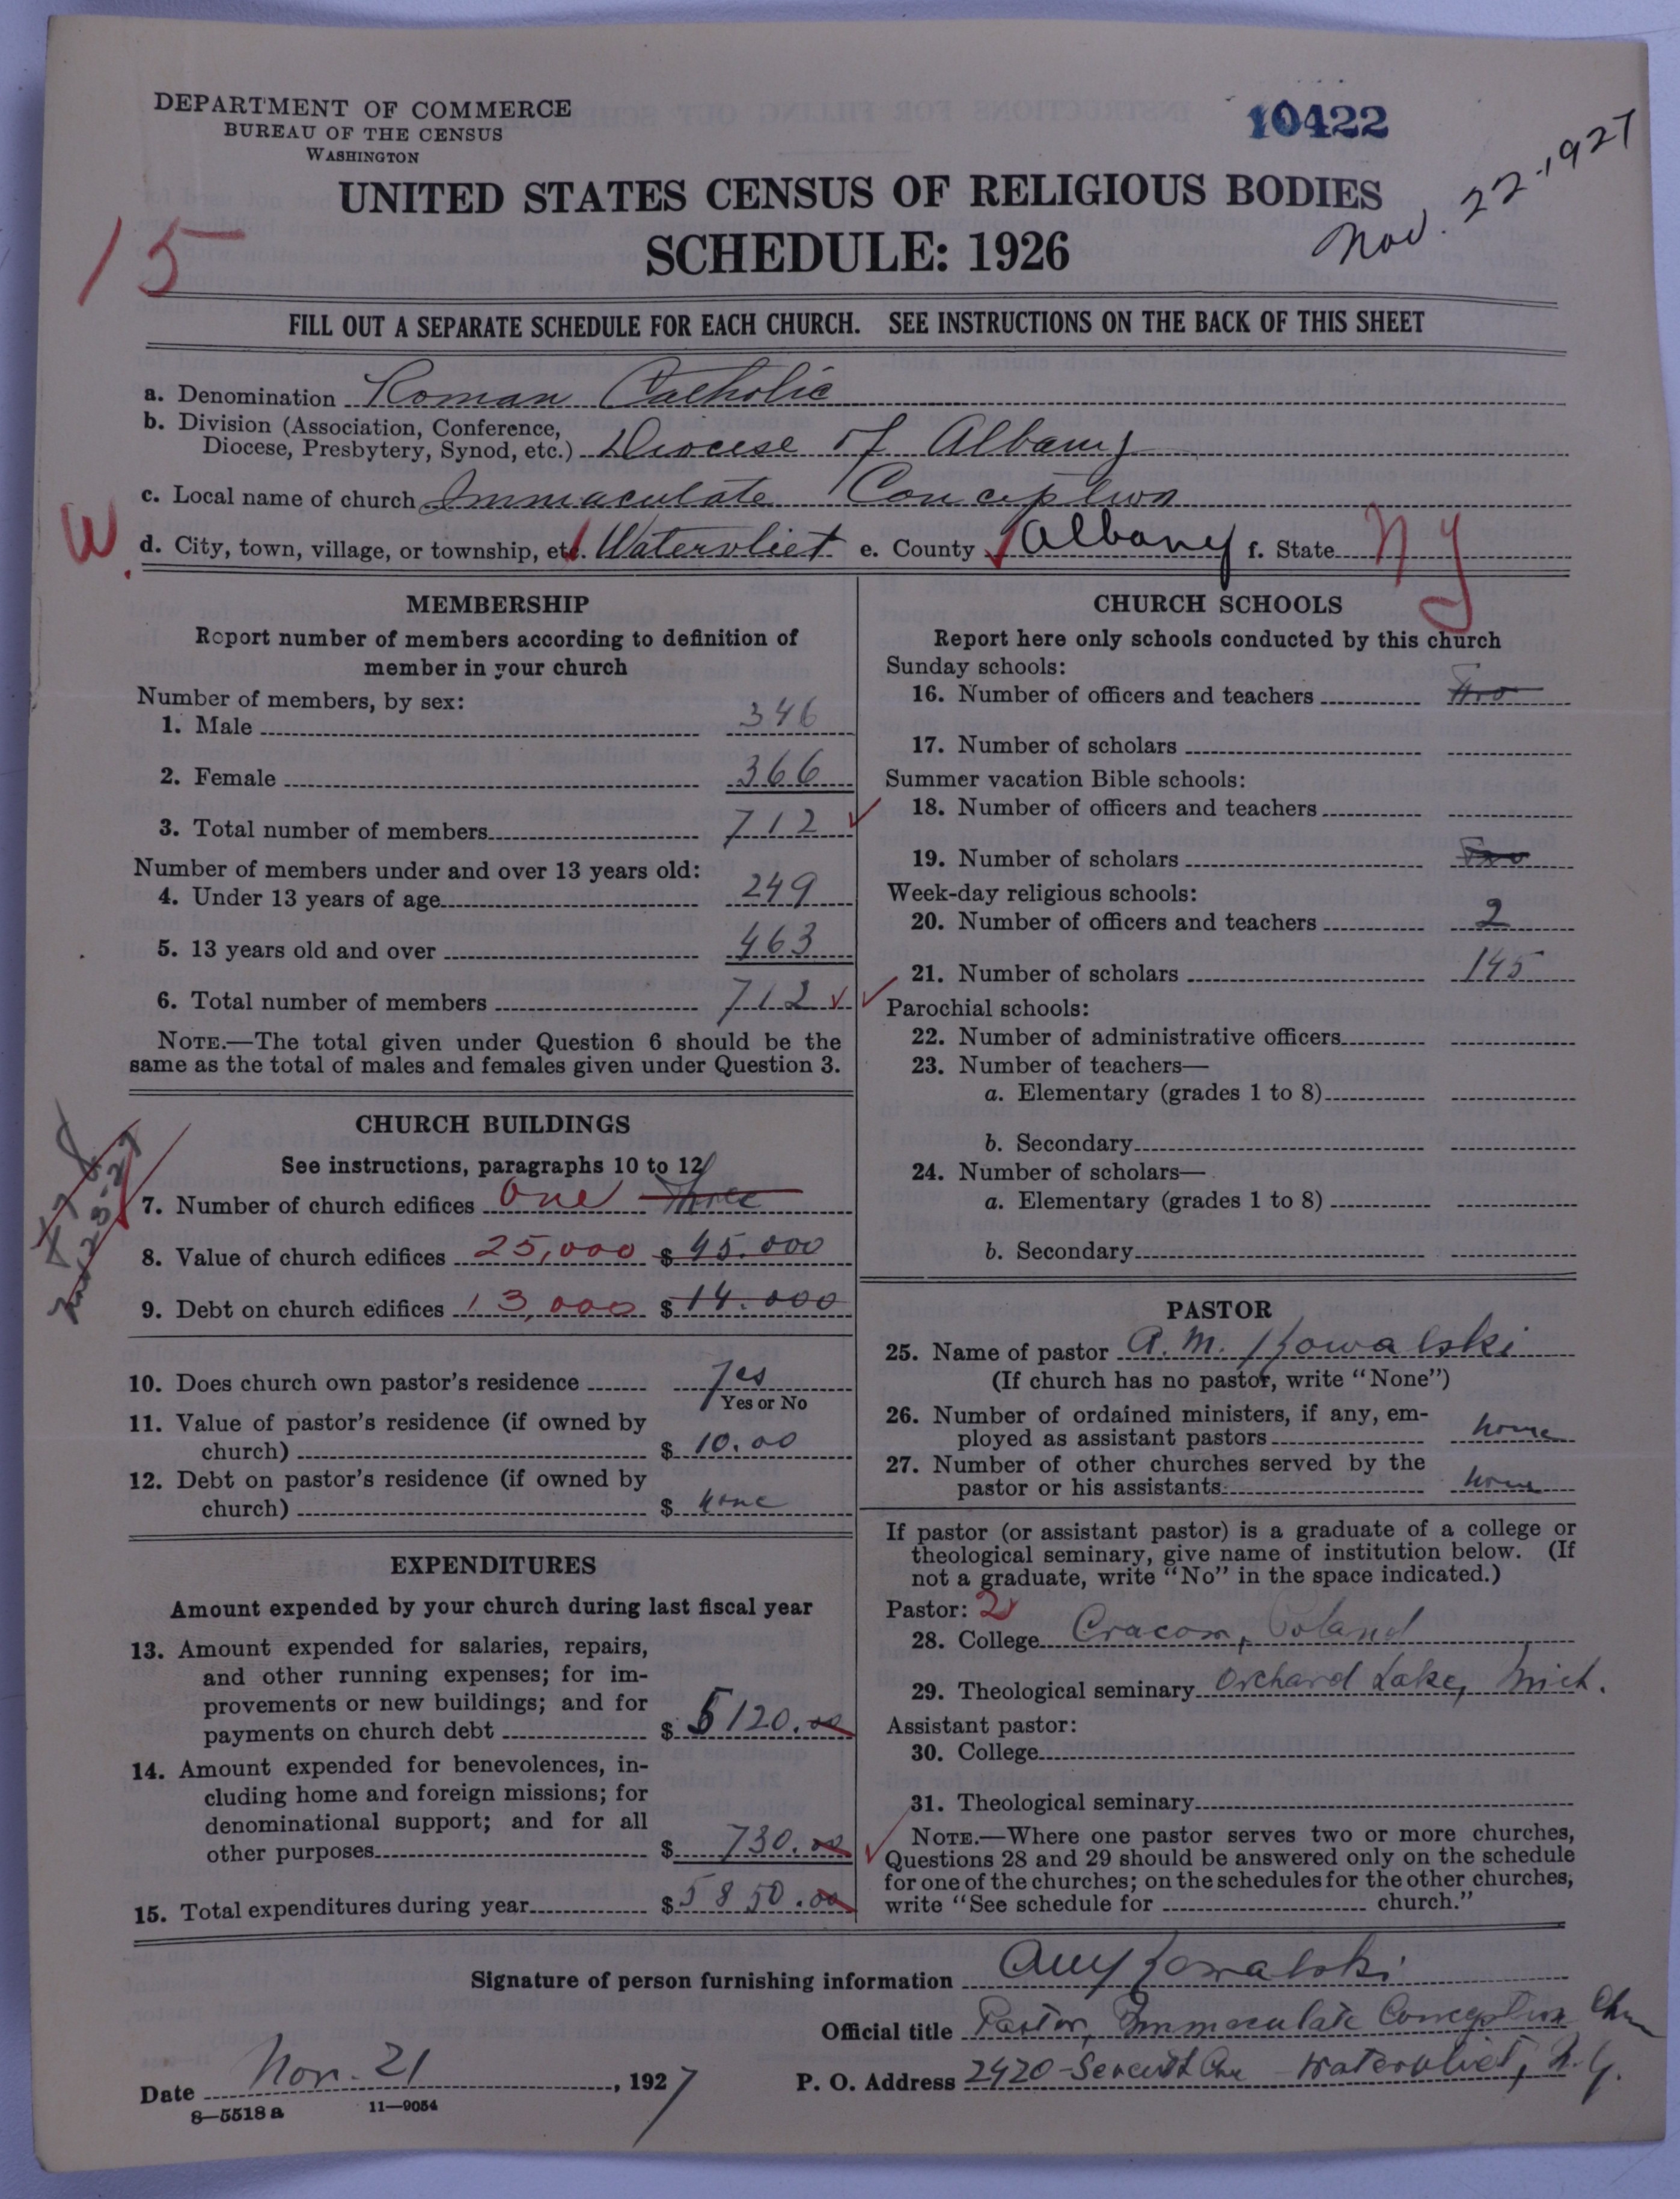 DEPARTMENT OF COMMERCE
BUREAU OF THE CENSUS
WASHINGTON
10422
Nov. 22-1927
UNITED STATES CENSUS OF RELIGIOUS BODIES
SCHEDULE: 1926
15
FILL OUT A SEPARATE SCHEDULE FOR EACH CHURCH. SEE INSTRUCTIONS ON THE BACK OF THIS SHEET
a. Denomination Roman Catholic
b. Division (Association, Conference,
Diocese, Presbytery, Synod, etc.) Diocese of Albany
c. Local name of church Immaculate Conception
W. d. City, town, village, or township, etc. Watervliet e. County Albany f. State NY
MEMBERSHIP
Report number of members according to definition of
member in your church
Number of members, by sex:
1. Male 346
2. Female 366
3. Total number of members 712
Number of members under and over 13 years old:
4. Under 13 years of age 249
5. 13 years old and over 463
6. Total number of members 712
NOTE.—The total given under Question 6 should be the
same as the total of males and females given under Question 3.
CHURCH BUILDINGS
See instructions, paragraphs 10 to 12
7. Number of church edifices One Three
8. Value of church edifices 25,000 $ 45.000
9. Debt on church edifices 13,000 $ 14.000
10. Does church own pastor's residence Yes
Yes or No
11. Value of pastor's residence (if owned by
church) $ 10.00
12. Debt on pastor's residence (if owned by
church) $ none
EXPENDITURES
Amount expended by your church during last fiscal year
13. Amount expended for salaries, repairs,
and other running expenses; for im-
provements or new buildings; and for
payments on church debt $ 5120.00
14. Amount expended for benevolences, in-
cluding home and foreign missions; for
denominational support; and for all
other purposes $ 730.00
15. Total expenditures during year $ 5850.00
CHURCH SCHOOLS
Report here only schools conducted by this church
Sunday schools:
16. Number of officers and teachers
17. Number of scholars
Summer vacation Bible schools:
18. Number of officers and teachers
19. Number of scholars
Week-day religious schools:
20. Number of officers and teachers 2
21. Number of scholars 145
Parochial schools:
22. Number of administrative officers
23. Number of teachers—
a. Elementary (grades 1 to 8)
b. Secondary
24. Number of scholars—
a. Elementary (grades 1 to 8)
b. Secondary
PASTOR
25. Name of pastor A. M. Kowalski
(If church has no pastor, write "None")
26. Number of ordained ministers, if any, em-
ployed as assistant pastors none
27. Number of other churches served by the
pastor or his assistants none
If pastor (or assistant pastor) is a graduate of a college or
theological seminary, give name of institution below. (If
not a graduate, write "No" in the space indicated.)
Pastor: 2
28. College Cracow, Poland
29. Theological seminary Orchard Lake, Mich.
Assistant pastor:
30. College
31. Theological seminary
NOTE.—Where one pastor serves two or more churches,
Questions 28 and 29 should be answered only on the schedule
for one of the churches; on the schedules for the other churches,
write "See schedule for church."
Signature of person furnishing information AMKowalski
Official title Pastor, Immaculate Conception
Date Nov. 21, 1927
P. O. Address 2420-Seventh Ave Watervliet, N.Y.
8—5518a 11—9054